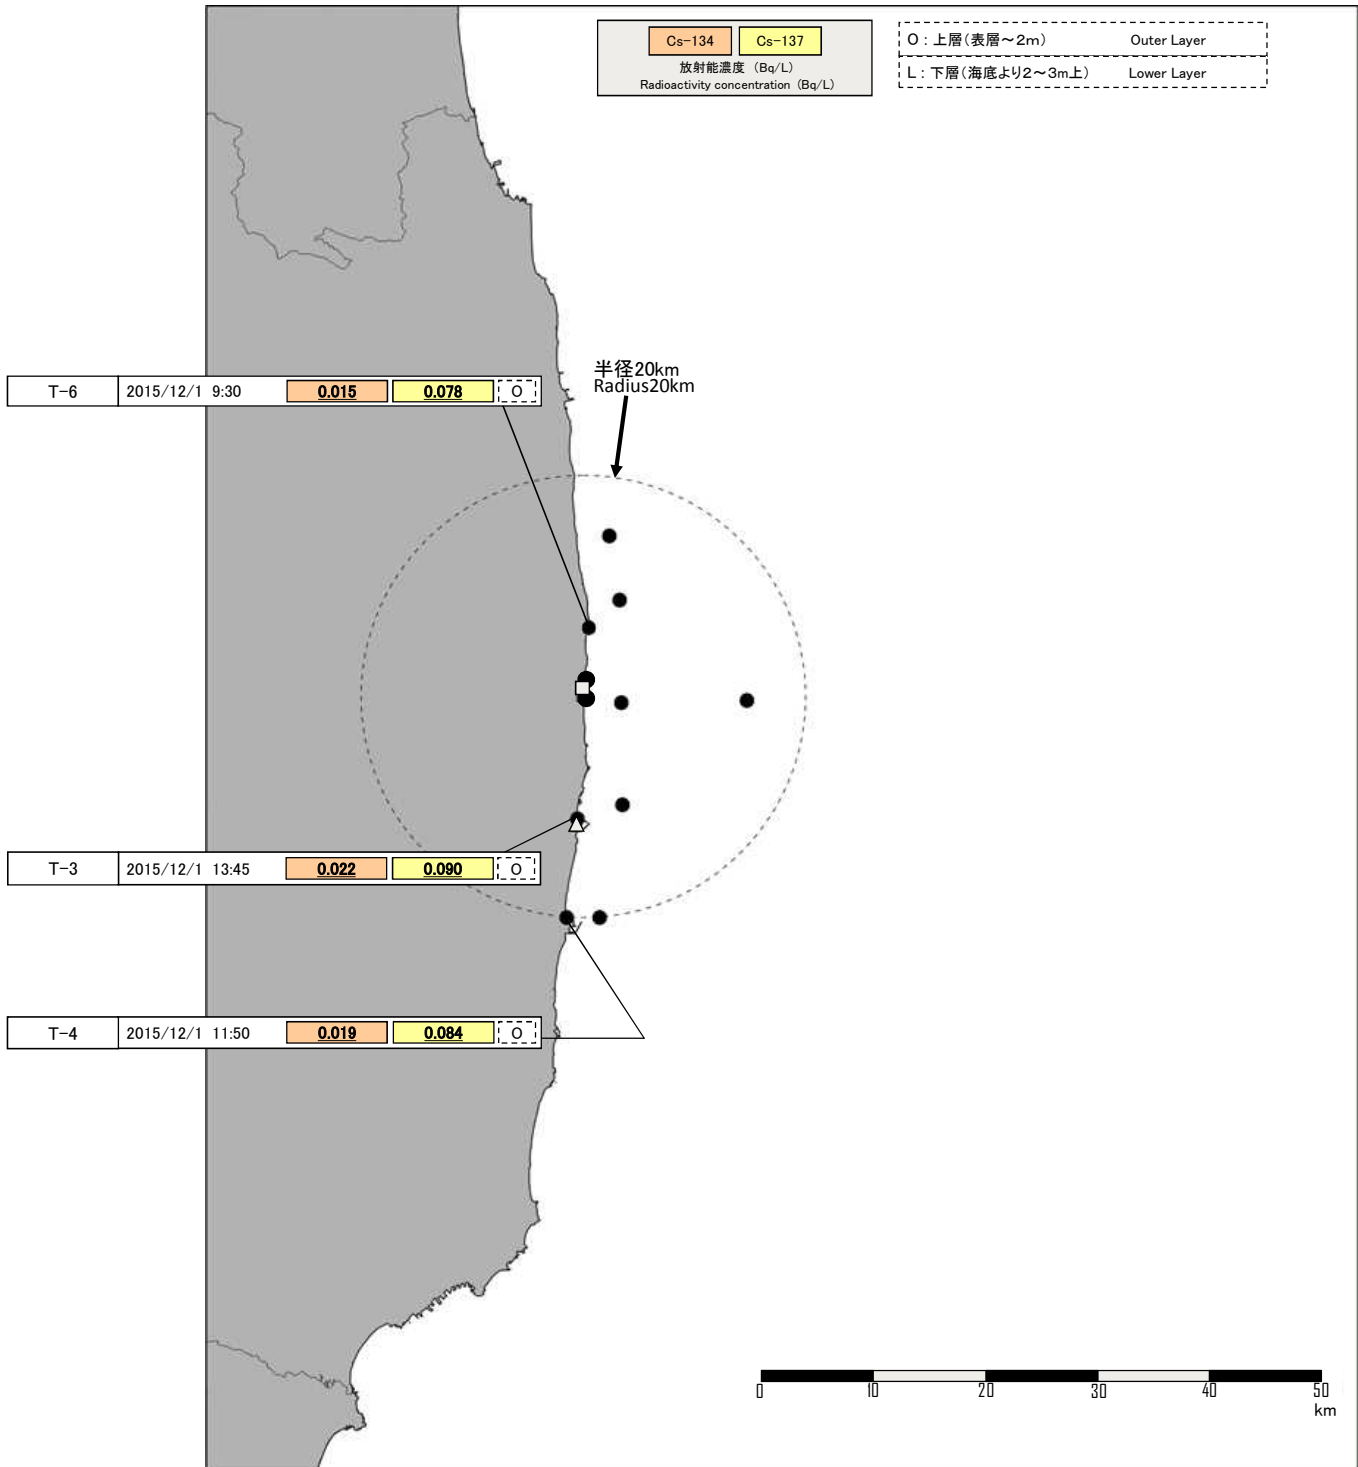 Cs-134 Cs-137
放射能濃度 (Bq/L)
Radioactivity concentration (Bq/L)
O : 上層(表層～2m) Outer Layer
L : 下層(海底より2～3m上) Lower Layer
半径20km
Radius20km
T-6 2015/12/1 9:30 0.015 0.078 O
T-3 2015/12/1 13:45 0.022 0.090 O
T-4 2015/12/1 11:50 0.019 0.084 O
0 10 20 30 40 50
km